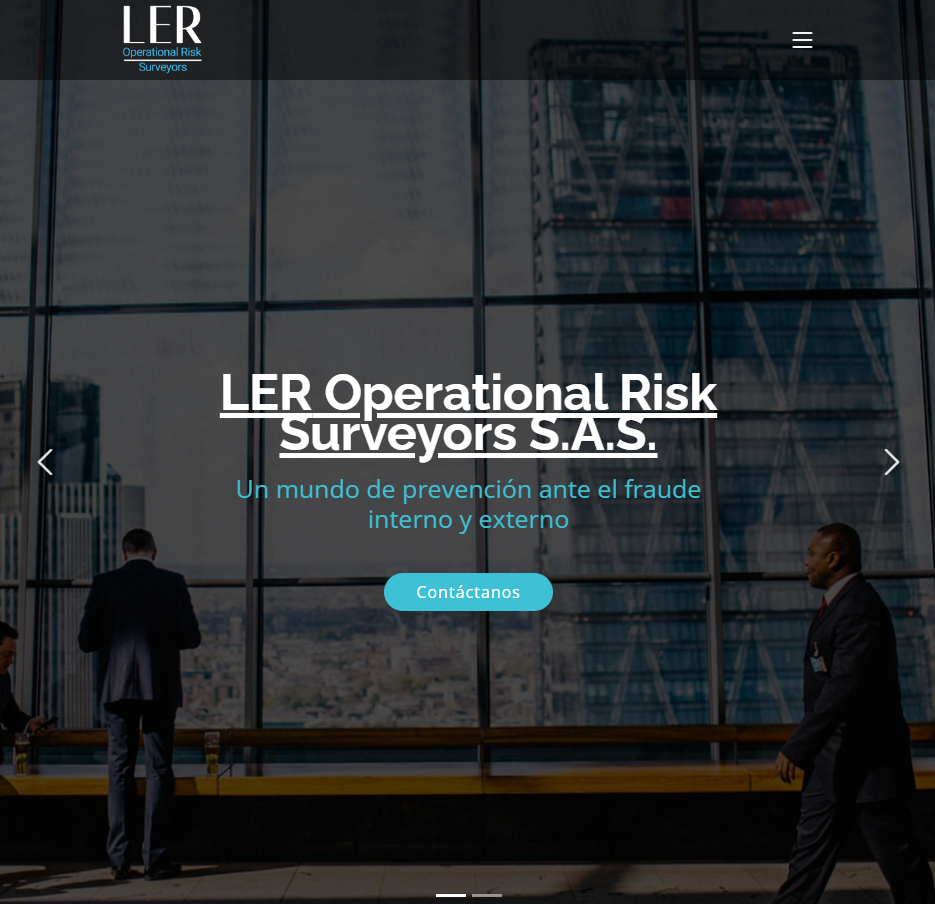 LER
Operational Risk
Surveyors
LER Operational Risk
Surveyors S.A.S.
Un mundo de prevención ante el fraude
interno y externo
Contáctanos